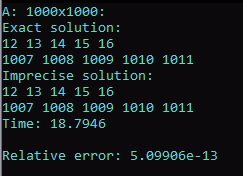 A: 1000x1000:
Exact solution:
12 13 14 15 16
1007 1008 1009 1010 1011
Imprecise solution:
12 13 14 15 16
1007 1008 1009 1010 1011
Time: 18.7946
Relative error: 5.09906e-13